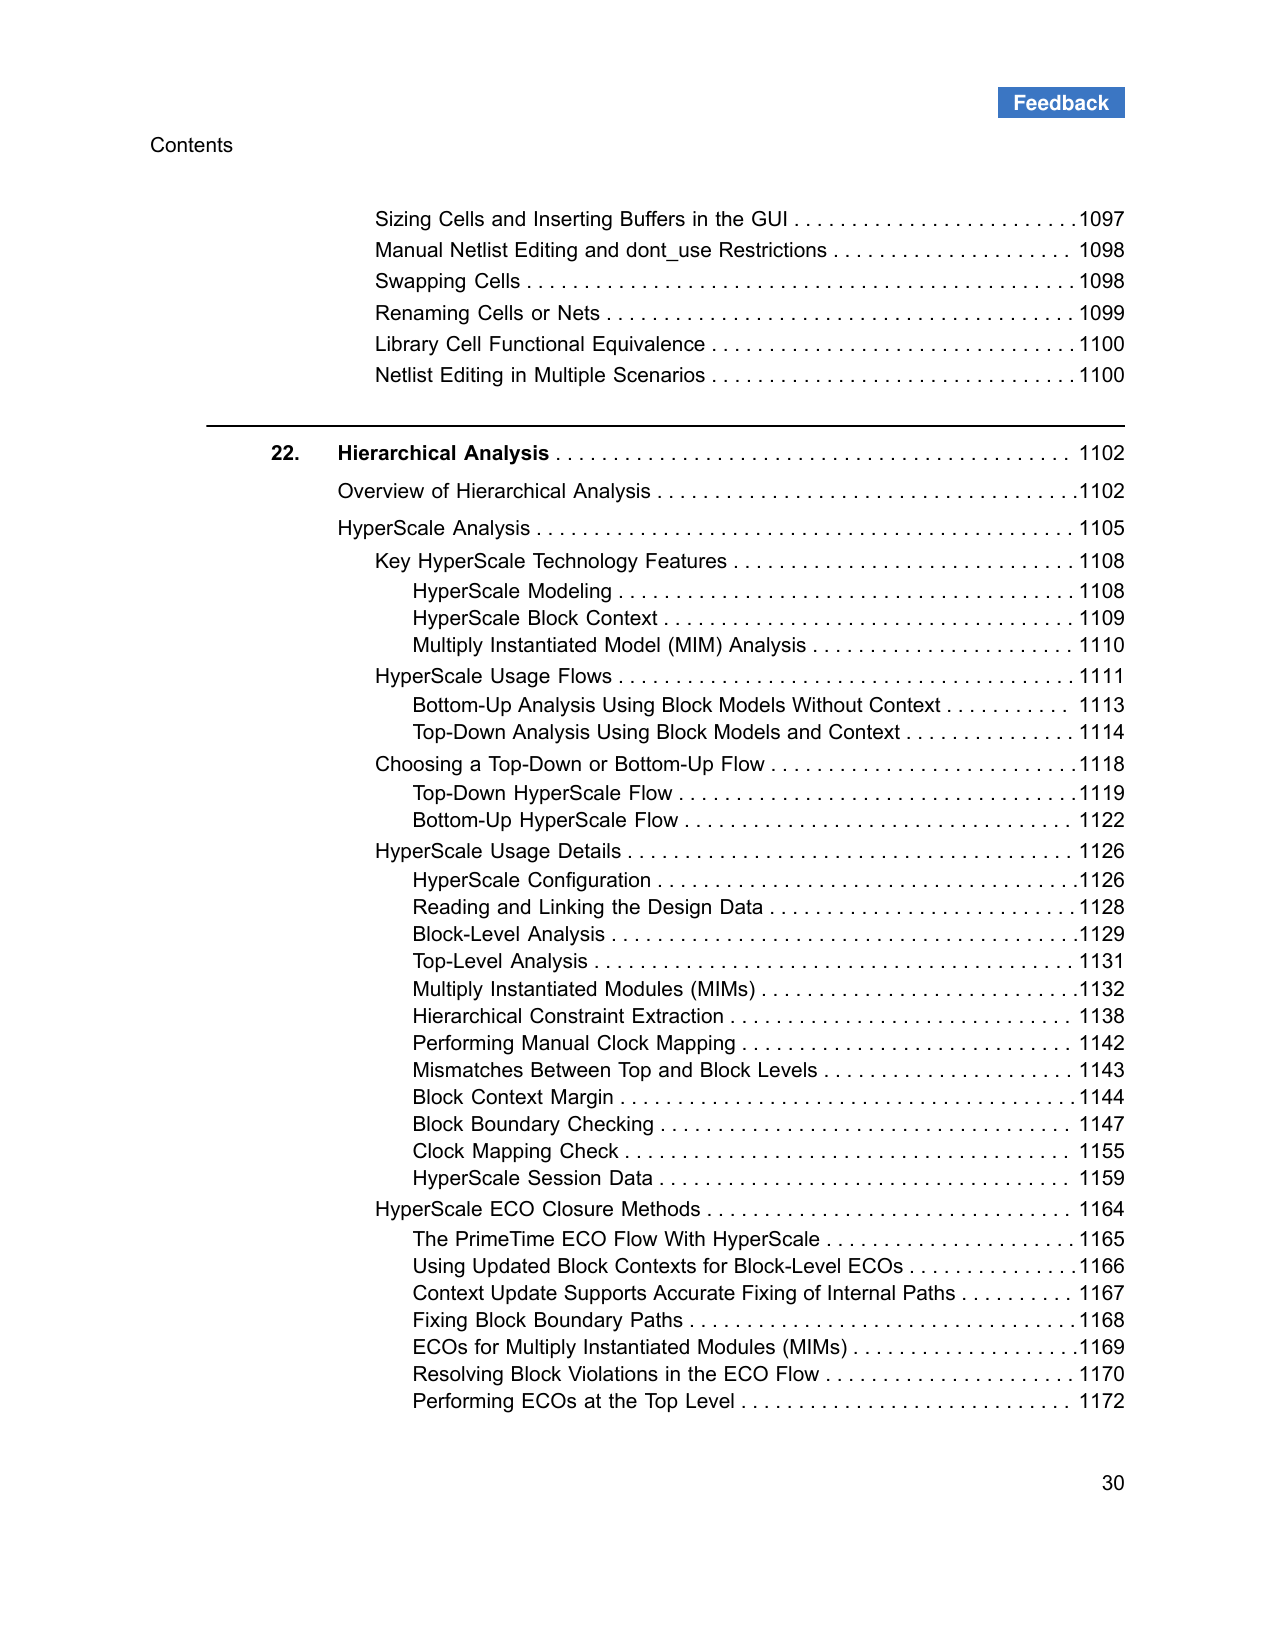 Feedback
Contents
Sizing Cells and Inserting Buffers in the GUI . . . . . . . . . . . . . . . . . . . . . . . . . 1097
Manual Netlist Editing and dont_use Restrictions . . . . . . . . . . . . . . . . . . . . . 1098
Swapping Cells . . . . . . . . . . . . . . . . . . . . . . . . . . . . . . . . . . . . . . . . . . . . . . . . 1098
Renaming Cells or Nets . . . . . . . . . . . . . . . . . . . . . . . . . . . . . . . . . . . . . . . . . 1099
Library Cell Functional Equivalence . . . . . . . . . . . . . . . . . . . . . . . . . . . . . . . . 1100
Netlist Editing in Multiple Scenarios . . . . . . . . . . . . . . . . . . . . . . . . . . . . . . . . 1100
22. Hierarchical Analysis . . . . . . . . . . . . . . . . . . . . . . . . . . . . . . . . . . . . . . . . . . . . . 1102
Overview of Hierarchical Analysis . . . . . . . . . . . . . . . . . . . . . . . . . . . . . . . . . . . . . 1102
HyperScale Analysis . . . . . . . . . . . . . . . . . . . . . . . . . . . . . . . . . . . . . . . . . . . . . . . 1105
Key HyperScale Technology Features . . . . . . . . . . . . . . . . . . . . . . . . . . . . . . 1108
HyperScale Modeling . . . . . . . . . . . . . . . . . . . . . . . . . . . . . . . . . . . . . . . . 1108
HyperScale Block Context . . . . . . . . . . . . . . . . . . . . . . . . . . . . . . . . . . . . 1109
Multiply Instantiated Model (MIM) Analysis . . . . . . . . . . . . . . . . . . . . . . . 1110
HyperScale Usage Flows . . . . . . . . . . . . . . . . . . . . . . . . . . . . . . . . . . . . . . . . 1111
Bottom-Up Analysis Using Block Models Without Context . . . . . . . . . . . 1113
Top-Down Analysis Using Block Models and Context . . . . . . . . . . . . . . . 1114
Choosing a Top-Down or Bottom-Up Flow . . . . . . . . . . . . . . . . . . . . . . . . . . . 1118
Top-Down HyperScale Flow . . . . . . . . . . . . . . . . . . . . . . . . . . . . . . . . . . . 1119
Bottom-Up HyperScale Flow . . . . . . . . . . . . . . . . . . . . . . . . . . . . . . . . . . 1122
HyperScale Usage Details . . . . . . . . . . . . . . . . . . . . . . . . . . . . . . . . . . . . . . . 1126
HyperScale Configuration . . . . . . . . . . . . . . . . . . . . . . . . . . . . . . . . . . . . . 1126
Reading and Linking the Design Data . . . . . . . . . . . . . . . . . . . . . . . . . . . 1128
Block-Level Analysis . . . . . . . . . . . . . . . . . . . . . . . . . . . . . . . . . . . . . . . . . 1129
Top-Level Analysis . . . . . . . . . . . . . . . . . . . . . . . . . . . . . . . . . . . . . . . . . . 1131
Multiply Instantiated Modules (MIMs) . . . . . . . . . . . . . . . . . . . . . . . . . . . . 1132
Hierarchical Constraint Extraction . . . . . . . . . . . . . . . . . . . . . . . . . . . . . . 1138
Performing Manual Clock Mapping . . . . . . . . . . . . . . . . . . . . . . . . . . . . . 1142
Mismatches Between Top and Block Levels . . . . . . . . . . . . . . . . . . . . . . 1143
Block Context Margin . . . . . . . . . . . . . . . . . . . . . . . . . . . . . . . . . . . . . . . . 1144
Block Boundary Checking . . . . . . . . . . . . . . . . . . . . . . . . . . . . . . . . . . . . 1147
Clock Mapping Check . . . . . . . . . . . . . . . . . . . . . . . . . . . . . . . . . . . . . . . 1155
HyperScale Session Data . . . . . . . . . . . . . . . . . . . . . . . . . . . . . . . . . . . . 1159
HyperScale ECO Closure Methods . . . . . . . . . . . . . . . . . . . . . . . . . . . . . . . . 1164
The PrimeTime ECO Flow With HyperScale . . . . . . . . . . . . . . . . . . . . . . 1165
Using Updated Block Contexts for Block-Level ECOs . . . . . . . . . . . . . . . 1166
Context Update Supports Accurate Fixing of Internal Paths . . . . . . . . . . 1167
Fixing Block Boundary Paths . . . . . . . . . . . . . . . . . . . . . . . . . . . . . . . . . . 1168
ECOs for Multiply Instantiated Modules (MIMs) . . . . . . . . . . . . . . . . . . . . 1169
Resolving Block Violations in the ECO Flow . . . . . . . . . . . . . . . . . . . . . . 1170
Performing ECOs at the Top Level . . . . . . . . . . . . . . . . . . . . . . . . . . . . . 1172
30